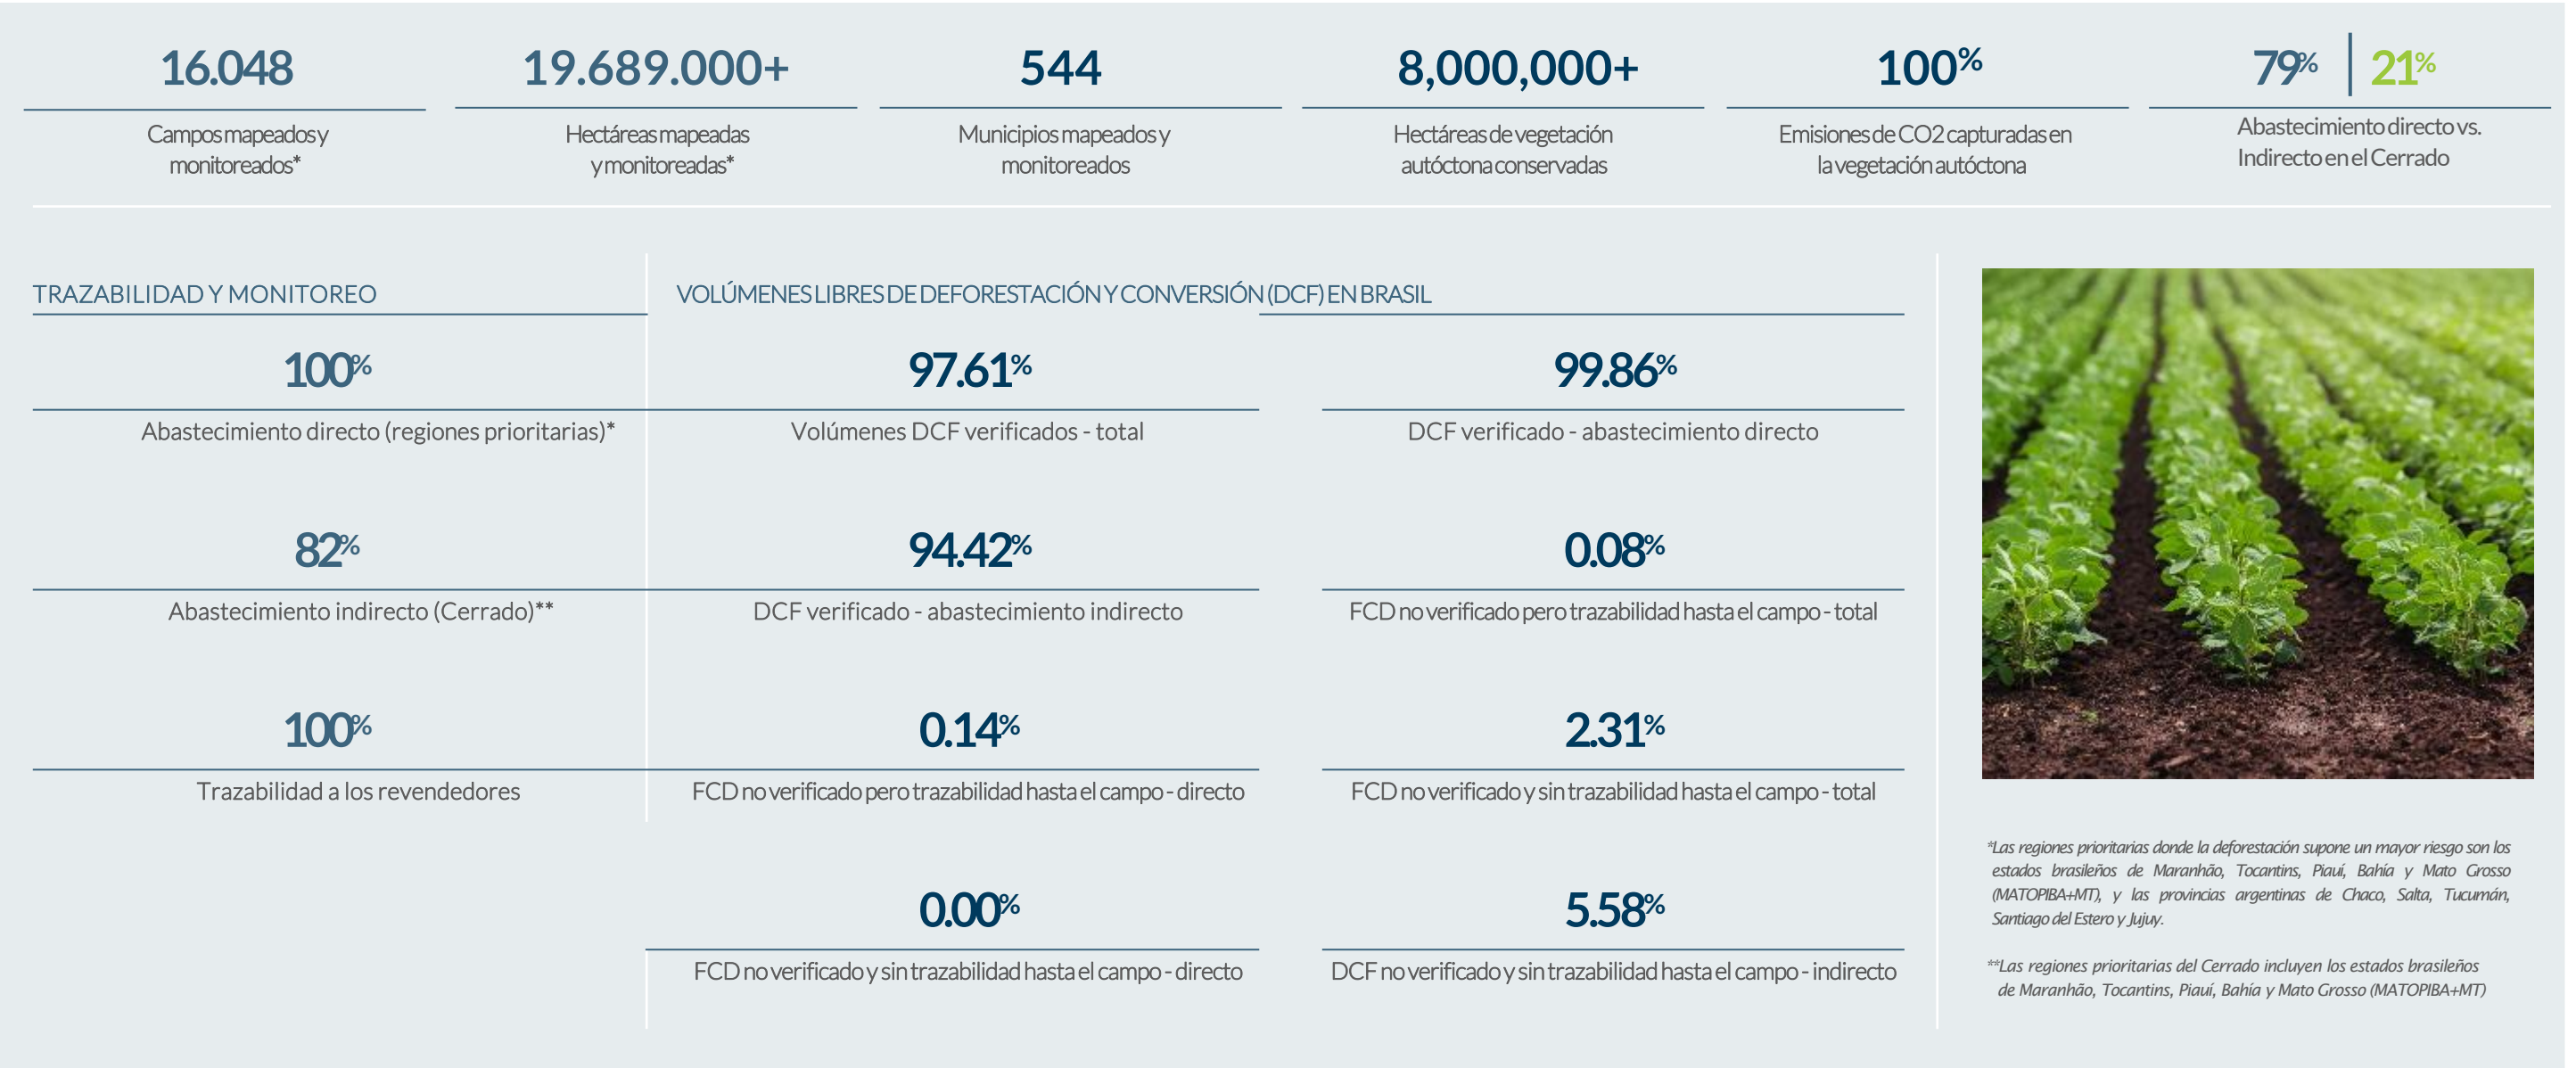 16.048
Campos mapeados y
monitoreados*
19.689.000+
Hectáreas mapeadas
y monitoreadas*
544
Municipios mapeados y
monitoreados
8,000,000+
Hectáreas de vegetación
autóctona conservadas
100%
Emisiones de CO2 capturadas en
la vegetación autóctona
79% | 21%
Abastecimiento directo vs.
Indirecto en el Cerrado
TRAZABILIDAD Y MONITOREO
100%
Abastecimiento directo (regiones prioritarias)*
82%
Abastecimiento indirecto (Cerrado)**
100%
Trazabilidad a los revendedores
VOLÚMENES LIBRES DE DEFORESTACIÓN Y CONVERSIÓN (DCF) EN BRASIL
97.61%
Volúmenes DCF verificados - total
99.86%
DCF verificado - abastecimiento directo
94.42%
DCF verificado - abastecimiento indirecto
0.08%
FCD no verificado pero trazabilidad hasta el campo - total
0.14%
FCD no verificado pero trazabilidad hasta el campo - directo
2.31%
FCD no verificado y sin trazabilidad hasta el campo - total
0.00%
FCD no verificado y sin trazabilidad hasta el campo - directo
5.58%
DCF no verificado y sin trazabilidad hasta el campo - indirecto
*Las regiones prioritarias donde la deforestación supone un mayor riesgo son los
estados brasileños de Maranhão, Tocantins, Piauí, Bahía y Mato Grosso
(MATOPIBA+MT), y las provincias argentinas de Chaco, Salta, Tucumán,
Santiago del Estero y Jujuy.
**Las regiones prioritarias del Cerrado incluyen los estados brasileños
de Maranhão, Tocantins, Piauí, Bahía y Mato Grosso (MATOPIBA+MT)